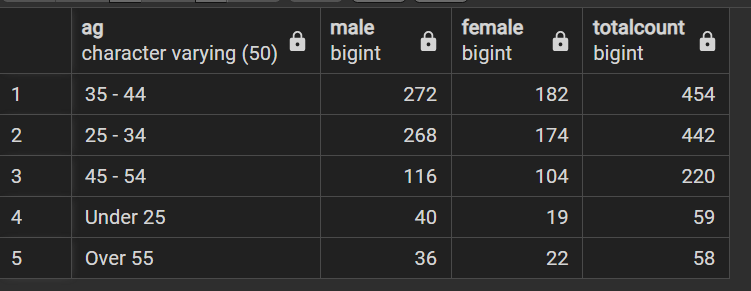 ag male female totalcount
character varying (50) bigint bigint bigint
1 35 - 44 272 182 454
2 25 - 34 268 174 442
3 45 - 54 116 104 220
4 Under 25 40 19 59
5 Over 55 36 22 58